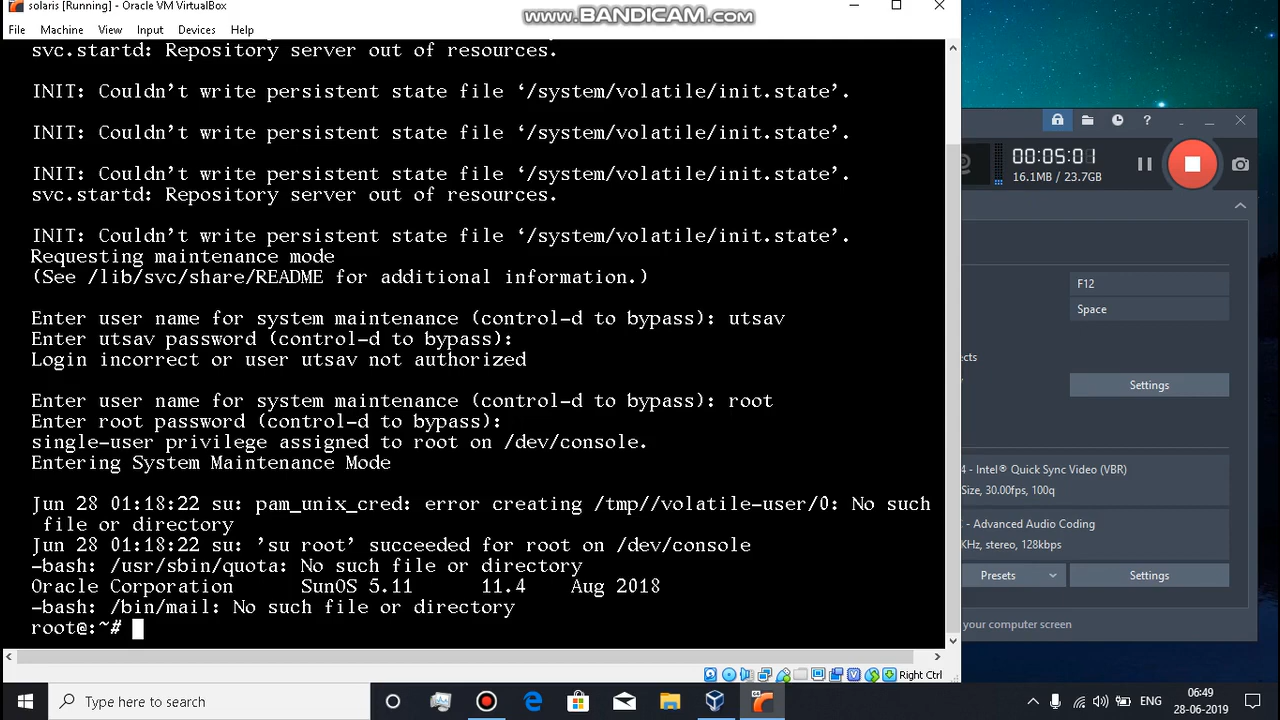 solaris [Running] - Oracle VM VirtualBox
www.BANDICAM.com
File Machine View Input Devices Help
svc.startd: Repository server out of resources.
INIT: Couldn't write persistent state file ‘/system/volatile/init.state’.
INIT: Couldn't write persistent state file ‘/system/volatile/init.state’.
INIT: Couldn't write persistent state file ‘/system/volatile/init.state’.
svc.startd: Repository server out of resources.
INIT: Couldn't write persistent state file ‘/system/volatile/init.state’.
Requesting maintenance mode
(See /lib/svc/share/README for additional information.)
Enter user name for system maintenance (control-d to bypass): utsav
Enter utsav password (control-d to bypass):
Login incorrect or user utsav not authorized
Enter user name for system maintenance (control-d to bypass): root
Enter root password (control-d to bypass):
single-user privilege assigned to root on /dev/console.
Entering System Maintenance Mode
Jun 28 01:18:22 su: pam_unix_cred: error creating /tmp//volatile-user/0: No such
file or directory
Jun 28 01:18:22 su: 'su root' succeeded for root on /dev/console
-bash: /usr/sbin/quota: No such file or directory
Oracle Corporation SunOS 5.11 11.4 Aug 2018
-bash: /bin/mail: No such file or directory
root@:~#
Right Ctrl
00:05:01
16.1MB / 23.7GB
F12
Space
ects
Settings
4 - Intel® Quick Sync Video (VBR)
Size, 30.00fps, 100q
- Advanced Audio Coding
KHz, stereo, 128kbps
Presets
Settings
your computer screen
Type here to search
ENG
06:49
28-06-2019